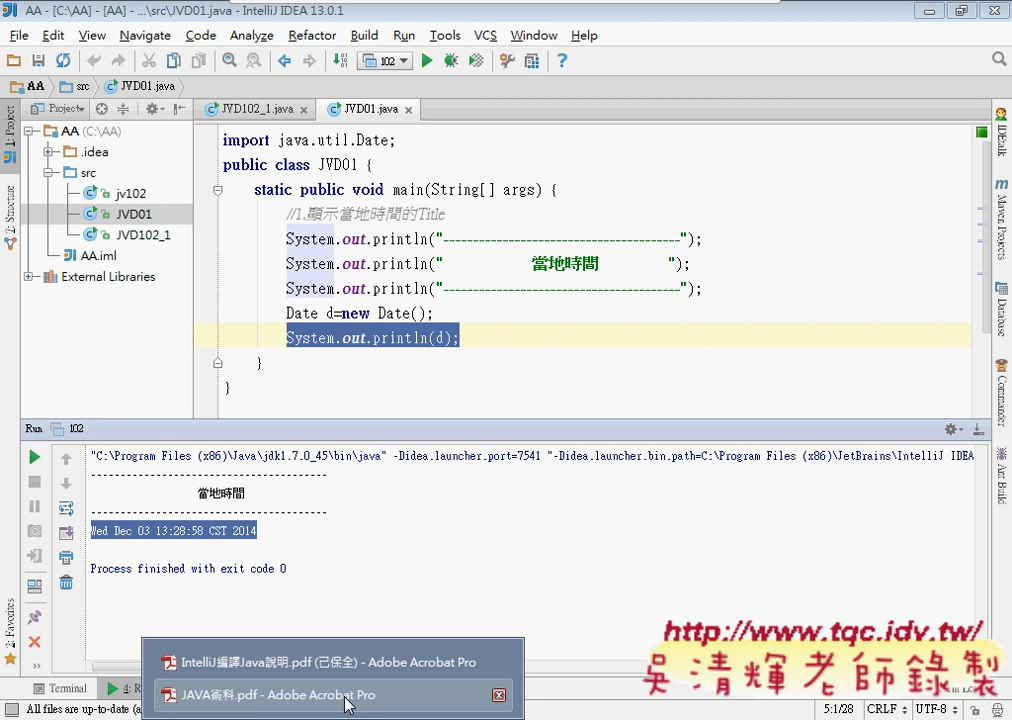 AA - [C:\AA] - [AA] - ...\src\JVD01.java - IntelliJ IDEA 13.0.1
File Edit View Navigate Code Analyze Refactor Build Run Tools VCS Window Help
102
AA src JVD01.java
1: Project
Project
JVD102_1.java JVD01.java
AA (C:\AA)
.idea
src
jv102
JVD01
JVD102_1
AA.iml
External Libraries
2: Structure
import java.util.Date;
public class JVD01 {
static public void main(String[] args) {
//1.顯示當地時間的Title
System.out.println("---------------------------------------");
System.out.println(" 當地時間 ");
System.out.println("---------------------------------------");
Date d=new Date();
System.out.println(d);
}
}
IDEtalk
Maven Projects
Database
Commander
Ant Build
Run 102
"C:\Program Files (x86)\Java\jdk1.7.0_45\bin\java" -Didea.launcher.port=7541 "-Didea.launcher.bin.path=C:\Program Files (x86)\JetBrains\IntelliJ IDEA
---------------------------------------
當地時間
---------------------------------------
Wed Dec 03 13:28:58 CST 2014
Process finished with exit code 0
2: Favorites
IntelliJ編譯Java說明.pdf (已保全) - Adobe Acrobat Pro
JAVA術科.pdf - Adobe Acrobat Pro
http://www.tqc.idv.tw/
吳清輝老師錄製
Terminal 4: R
All files are up-to-date (a
5:1/28 CRLF UTF-8